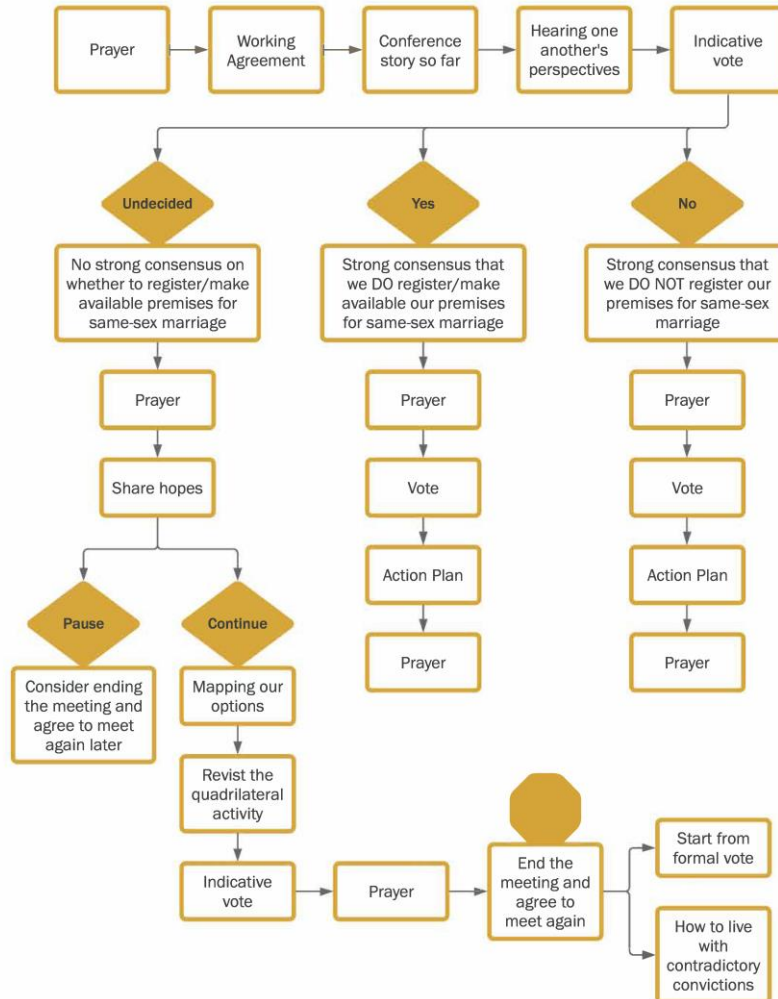 Prayer
Working
Agreement
Conference
story so far
Hearing one
another's
perspectives
Indicative
vote
Undecided
Yes
No
No strong consensus on
whether to register/make
available premises for
same-sex marriage
Strong consensus that
we DO register/make
available our premises
for same-sex marriage
Strong consensus that
we DO NOT register our
premises for same-sex
marriage
Prayer
Prayer
Prayer
Share hopes
Vote
Vote
Action Plan
Action Plan
Pause
Continue
Prayer
Prayer
Consider ending
the meeting and
agree to meet
again later
Mapping our
options
Revist the
quadrilateral
activity
Indicative
vote
Prayer
End the
meeting and
agree to
meet again
Start from
formal vote
How to live
with
contradictory
convictions